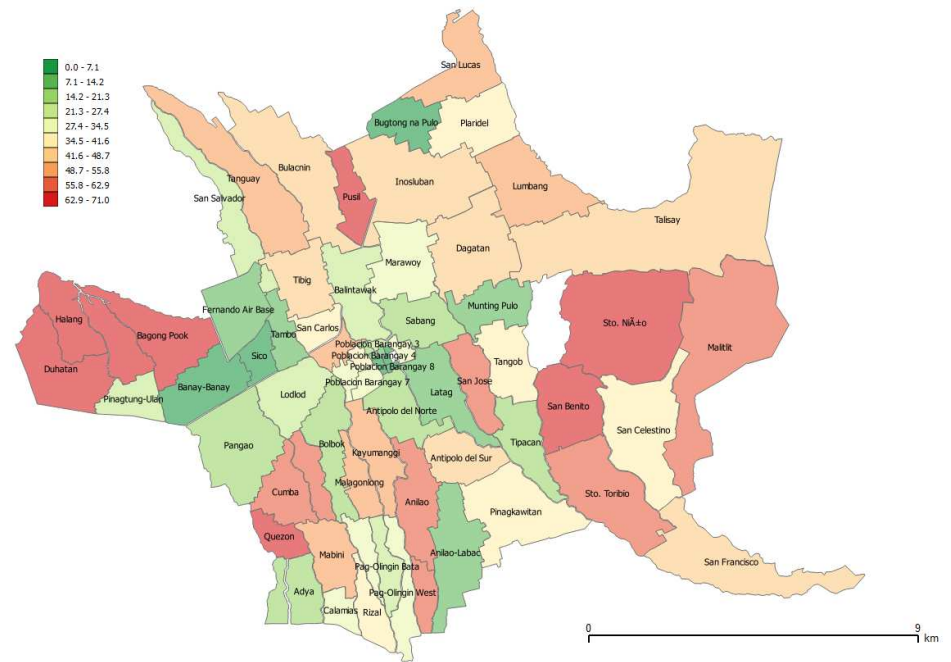 San Lucas
0.0 - 7.1
7.1 - 14.2
14.2 - 21.3
21.3 - 27.4
27.4 - 34.5
34.5 - 41.6
41.6 - 48.7
48.7 - 55.8
55.8 - 62.9
62.9 - 71.0
Bugtong na Pulo
Plaridel
Bulacnin
Tanguay
Inosluban
Lumbang
San Salvador
Pusil
Talisay
Dagatan
Marawoy
Tibig
Balintawak
Fernando Air Base
Munting Pulo
Halang
Sabang
Sto. NiÃ±o
San Carlos
Bagong Pook
Tambo
Poblacion Barangay 3
Malitlit
Sico
Poblacion Barangay 4
Tangob
Duhatan
Poblacion Barangay 8
Banay-Banay
Poblacion Barangay 7
San Jose
Pinagtung-Ulan
Lodlod
Latag
San Benito
Antipolo del Norte
San Celestino
Pangao
Bolbok
Tipacan
Kayumanggi
Antipolo del Sur
Malagonlong
Cumba
Sto. Toribio
Anilao
Pinagkawitan
Quezon
Mabini
Anilao-Labac
San Francisco
Pag-Olingin Bata
Adya
Pag-Olingin West
Calamias
Rizal
0
9
km